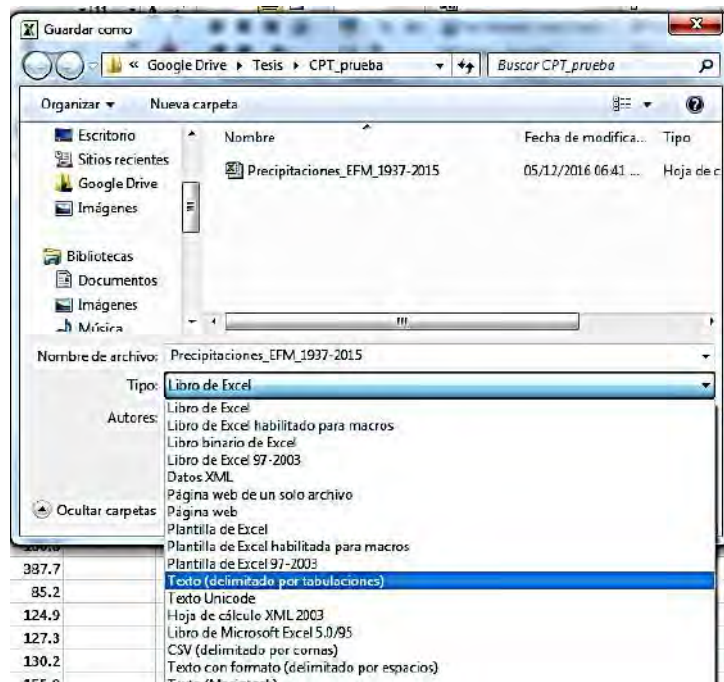 Guardar como
« Google Drive ▸ Tesis ▸ CPT_prueba
Buscar CPT_prueba
Organizar
Nueva carpeta
Escritorio
Sitios recientes
Google Drive
Imágenes
Bibliotecas
Documentos
Imágenes
Música
Nombre
Fecha de modifica...
Tipo
Precipitaciones_EFM_1937-2015
05/12/2016 06:41 ...
Hoja de c
Nombre de archivo: Precipitaciones_EFM_1937-2015
Tipo: Libro de Excel
Autores:
Libro de Excel
Libro de Excel habilitado para macros
Libro binario de Excel
Libro de Excel 97-2003
Datos XML
Página web de un solo archivo
Ocultar carpetas
Página web
Plantilla de Excel
Plantilla de Excel habilitada para macros
Plantilla de Excel 97-2003
387.7
Texto (delimitado por tabulaciones)
85.2
Texto Unicode
124.9
Hoja de cálculo XML 2003
127.3
Libro de Microsoft Excel 5.0/95
CSV (delimitado por comas)
130.2
Texto con formato (delimitado por espacios)